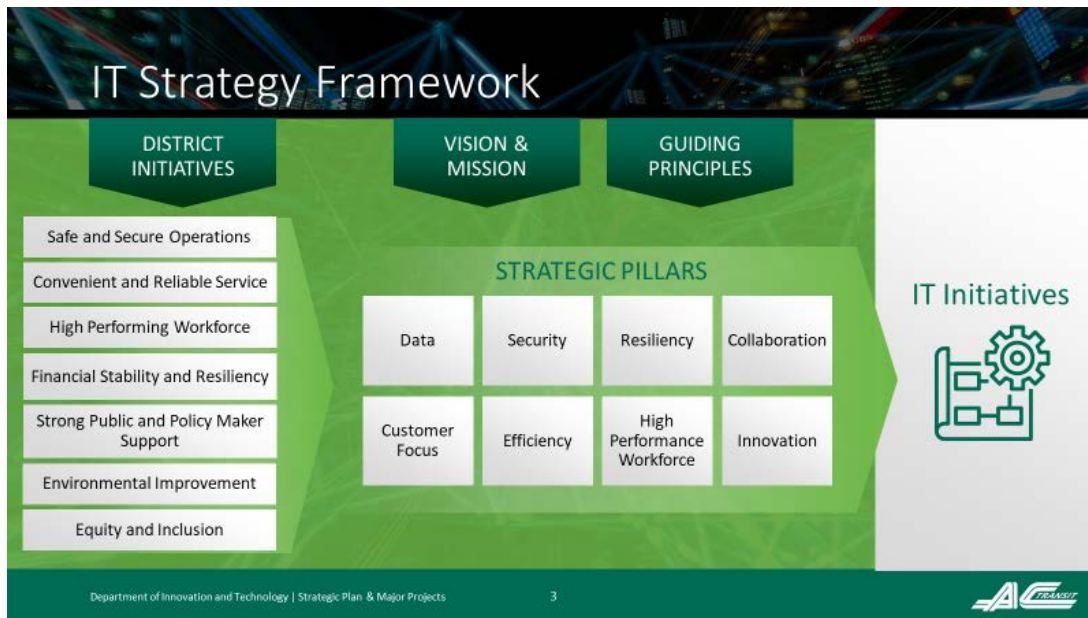 IT Strategy Framework
DISTRICT
INITIATIVES
VISION &
MISSION
GUIDING
PRINCIPLES
Safe and Secure Operations
Convenient and Reliable Service
High Performing Workforce
Financial Stability and Resiliency
Strong Public and Policy Maker
Support
Environmental Improvement
Equity and Inclusion
STRATEGIC PILLARS
Data
Security
Resiliency
Collaboration
Customer
Focus
Efficiency
High
Performance
Workforce
Innovation
IT Initiatives
Department of Innovation and Technology | Strategic Plan & Major Projects
3
AC TRANSIT